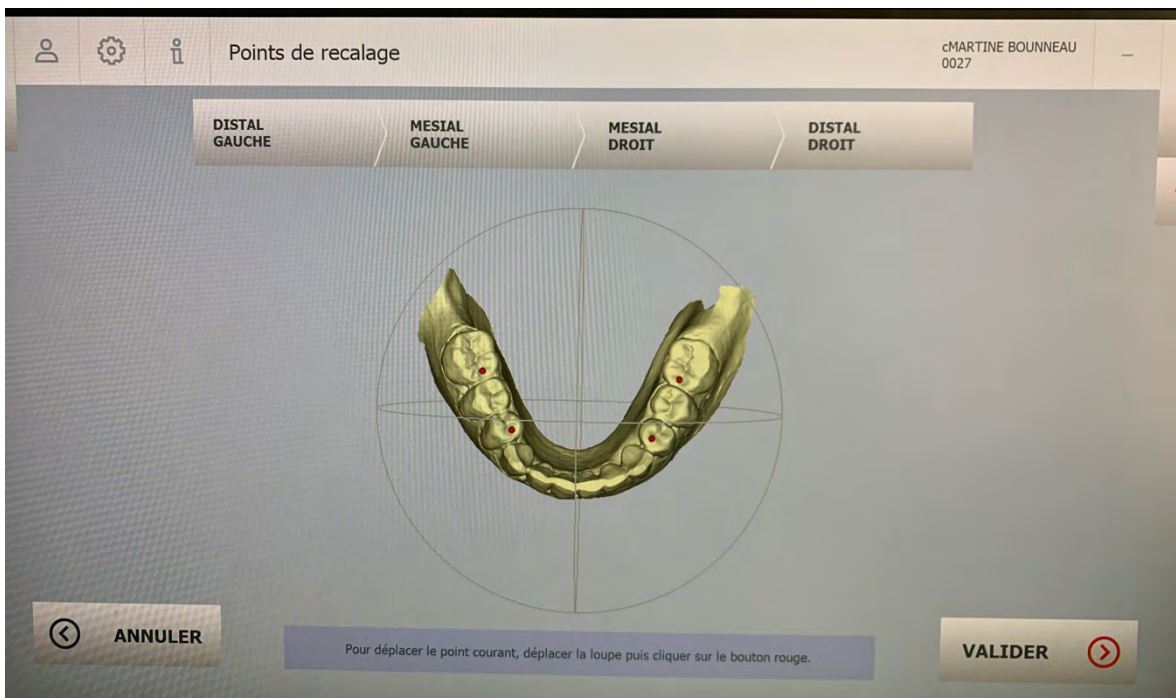 Points de recalage
cMARTINE BOUNNEAU
0027
DISTAL
GAUCHE
MESIAL
GAUCHE
MESIAL
DROIT
DISTAL
DROIT
ANNULER
Pour déplacer le point courant, déplacer la loupe puis cliquer sur le bouton rouge.
VALIDER